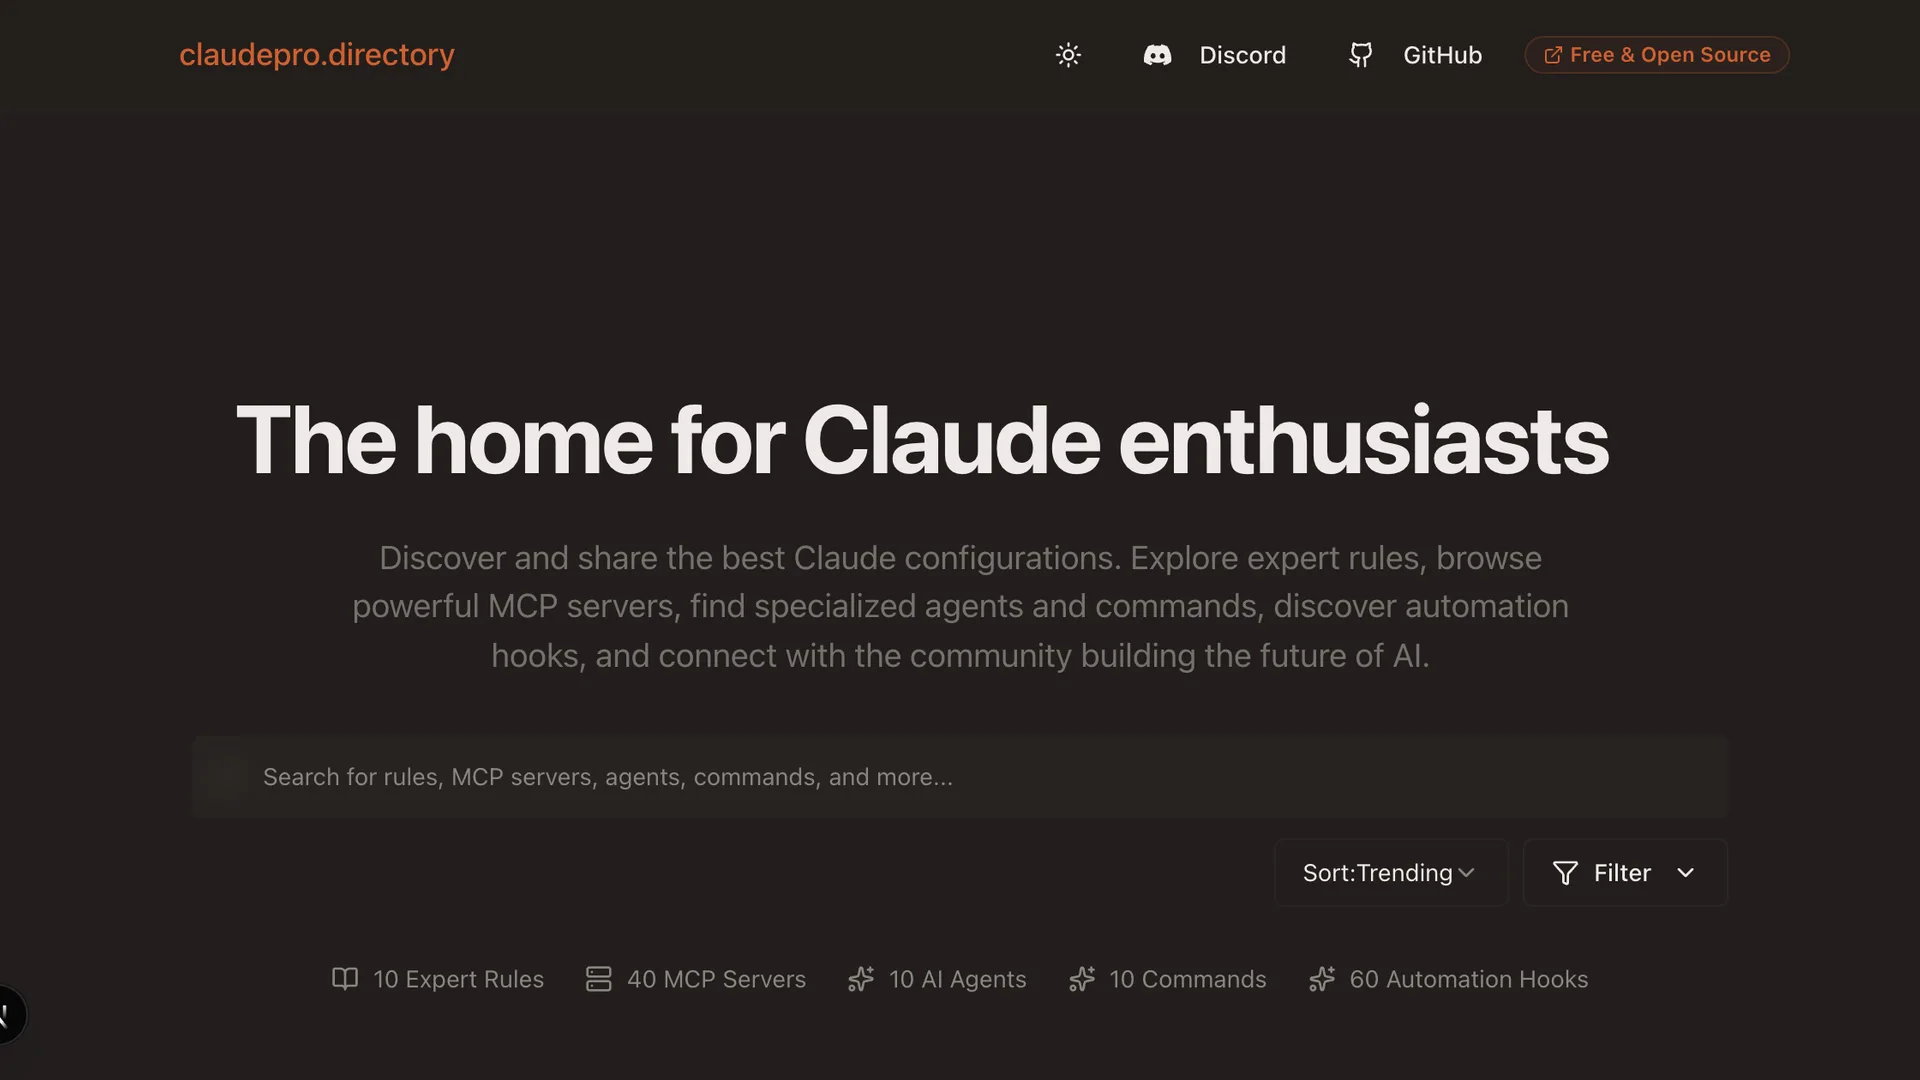 claudepro.directory
Discord
GitHub
Free & Open Source
The home for Claude enthusiasts
Discover and share the best Claude configurations. Explore expert rules, browse
powerful MCP servers, find specialized agents and commands, discover automation
hooks, and connect with the community building the future of AI.
Search for rules, MCP servers, agents, commands, and more...
Sort:Trending
Filter
10 Expert Rules
40 MCP Servers
10 AI Agents
10 Commands
60 Automation Hooks